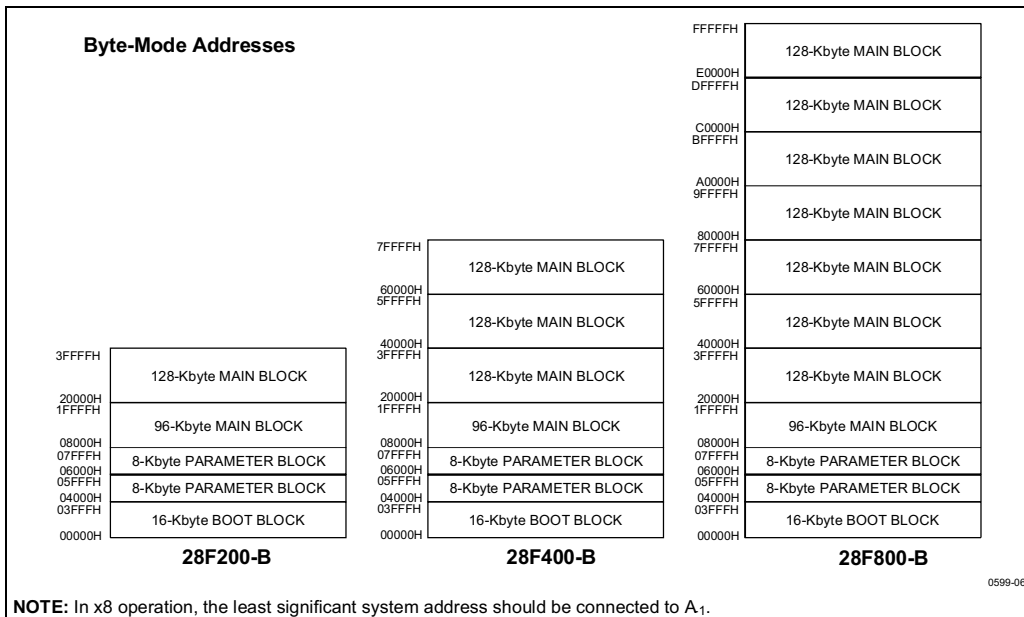 Byte-Mode Addresses
3FFFFH
128-Kbyte MAIN BLOCK
20000H
1FFFFH
96-Kbyte MAIN BLOCK
08000H
07FFFH
8-Kbyte PARAMETER BLOCK
06000H
05FFFH
8-Kbyte PARAMETER BLOCK
04000H
03FFFH
16-Kbyte BOOT BLOCK
00000H
28F200-B
7FFFFH
128-Kbyte MAIN BLOCK
60000H
5FFFFH
128-Kbyte MAIN BLOCK
40000H
3FFFFH
128-Kbyte MAIN BLOCK
20000H
1FFFFH
96-Kbyte MAIN BLOCK
08000H
07FFFH
8-Kbyte PARAMETER BLOCK
06000H
05FFFH
8-Kbyte PARAMETER BLOCK
04000H
03FFFH
16-Kbyte BOOT BLOCK
00000H
28F400-B
FFFFFH
128-Kbyte MAIN BLOCK
E0000H
DFFFFH
128-Kbyte MAIN BLOCK
C0000H
BFFFFH
128-Kbyte MAIN BLOCK
A0000H
9FFFFH
128-Kbyte MAIN BLOCK
80000H
7FFFFH
128-Kbyte MAIN BLOCK
60000H
5FFFFH
128-Kbyte MAIN BLOCK
40000H
3FFFFH
128-Kbyte MAIN BLOCK
20000H
1FFFFH
96-Kbyte MAIN BLOCK
08000H
07FFFH
8-Kbyte PARAMETER BLOCK
06000H
05FFFH
8-Kbyte PARAMETER BLOCK
04000H
03FFFH
16-Kbyte BOOT BLOCK
00000H
28F800-B
0599-06
NOTE: In x8 operation, the least significant system address should be connected to A-1.